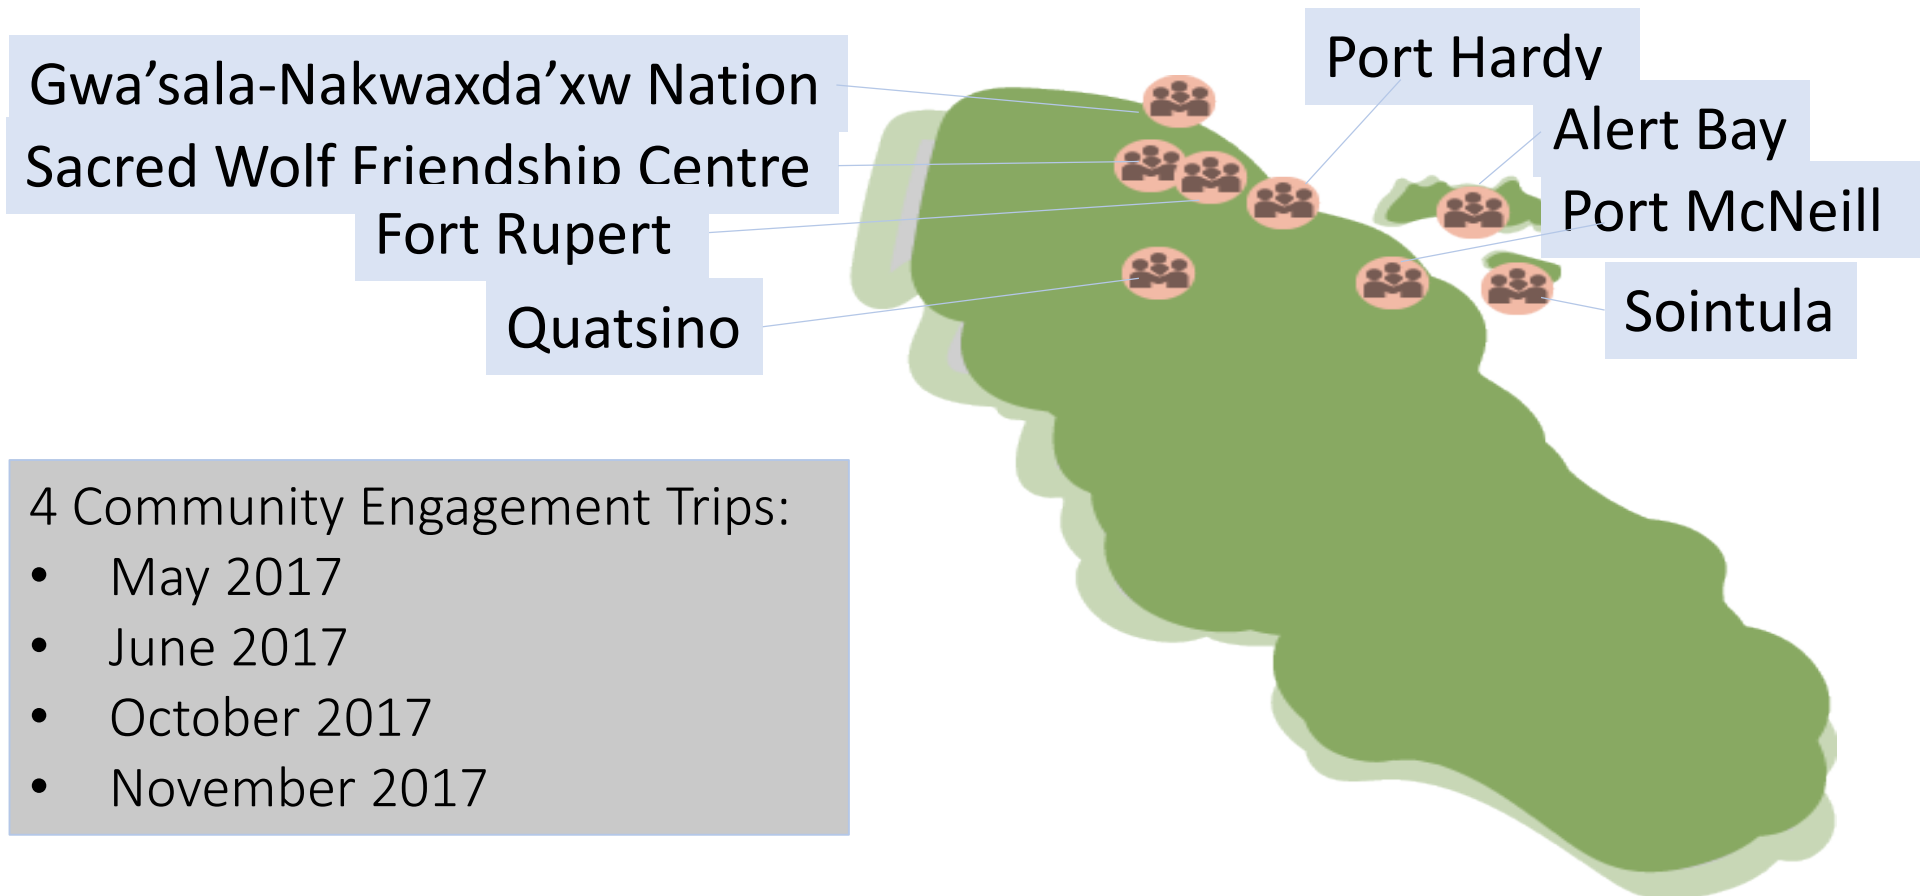 Gwa’sala-Nakwaxda’xw Nation
Sacred Wolf Friendship Centre
Fort Rupert
Quatsino
Port Hardy
Alert Bay
Port McNeill
Sointula
4 Community Engagement Trips:
• May 2017
• June 2017
• October 2017
• November 2017